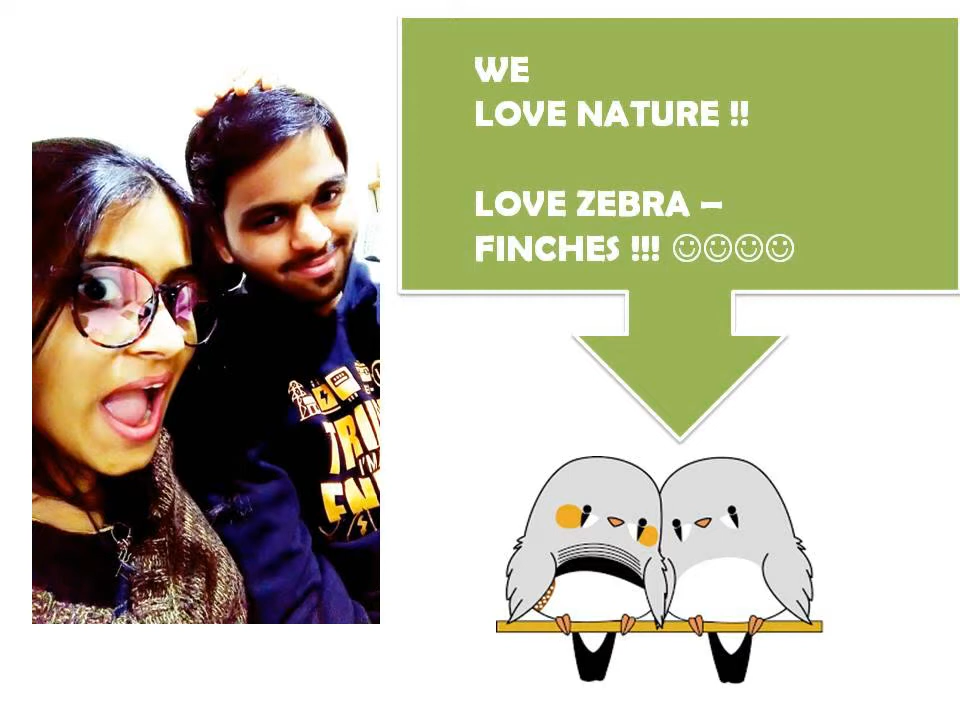 WE
LOVE NATURE !!
LOVE ZEBRA –
FINCHES !!! ☺☺☺☺
I'M